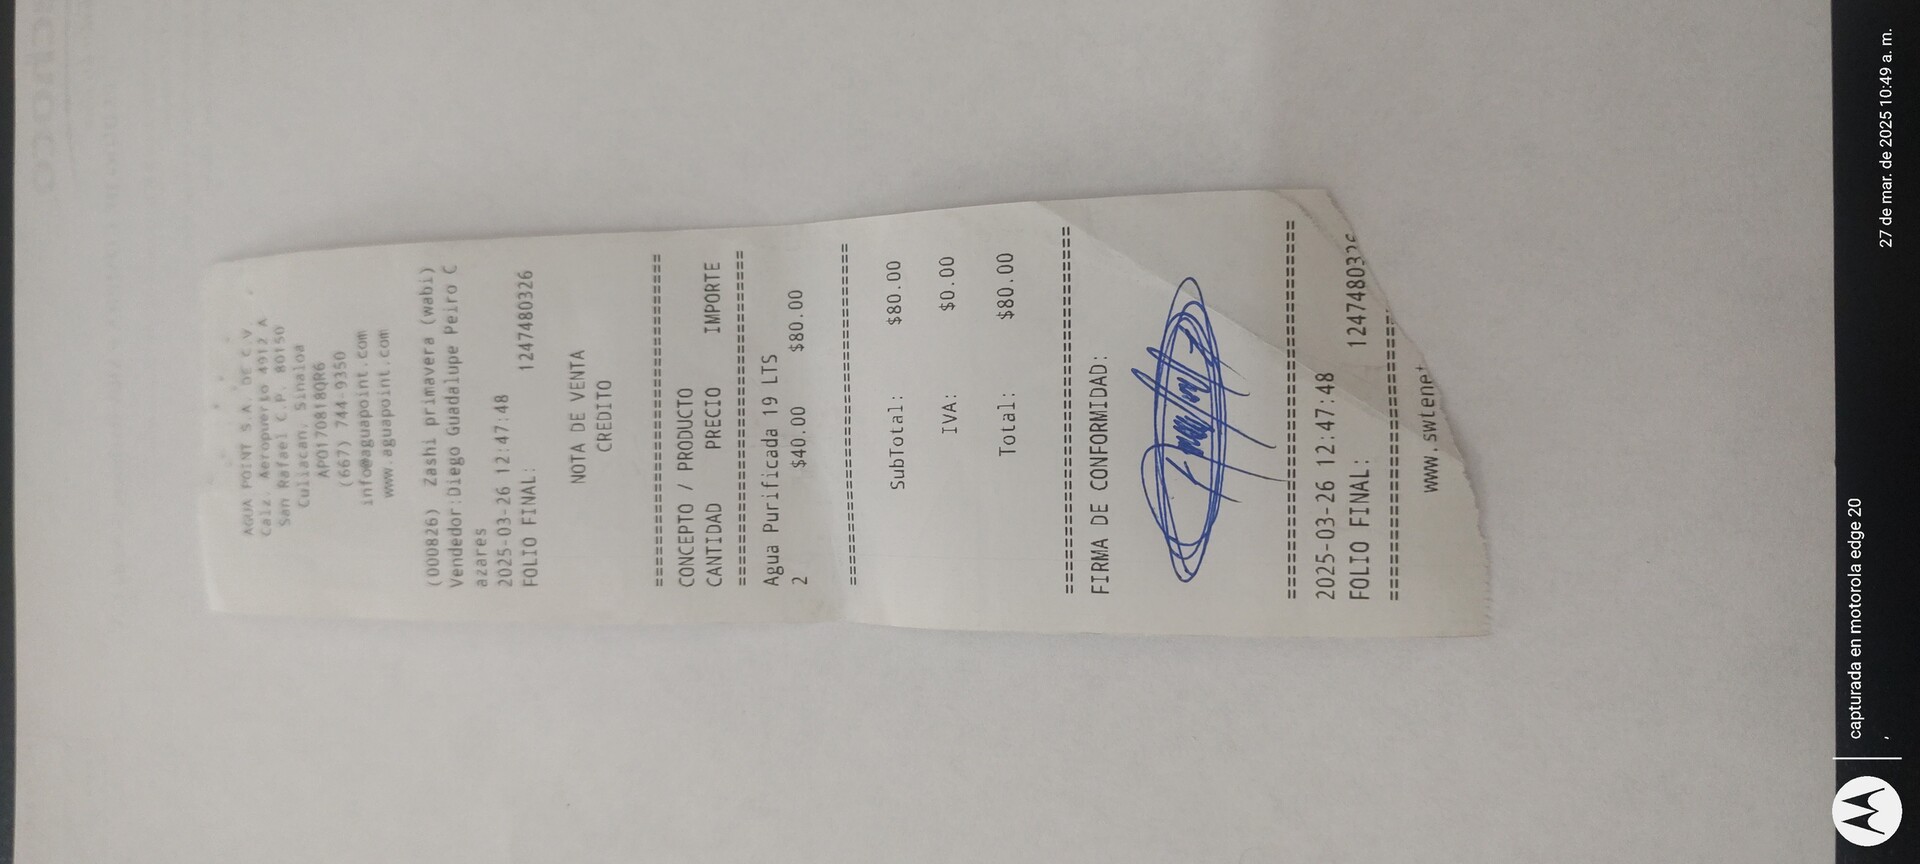 AGUA POINT S.A. DE C.V.
Calz. Aeropuerto 4912 A
San Rafael C.P. 80150
Culiacan, Sinaloa
APO170818QR6
(667) 744-9350
info@aguapoint.com
www.aguapoint.com
(000826) Zashi primavera (wabi)
Vendedor:Diego Guadalupe Peiro C
azares
2025-03-26 12:47:48
FOLIO FINAL: 1247480326
NOTA DE VENTA
CREDITO
================================
CONCEPTO / PRODUCTO
CANTIDAD PRECIO IMPORTE
================================
Agua Purificada 19 LTS
2 $40.00 $80.00
================================
SubTotal: $80.00
IVA: $0.00
Total: $80.00
================================
FIRMA DE CONFORMIDAD:
================================
2025-03-26 12:47:48
FOLIO FINAL: 124748032
================================
www.swtene
capturada en motorola edge 20
27 de mar. de 2025 10:49 a. m.